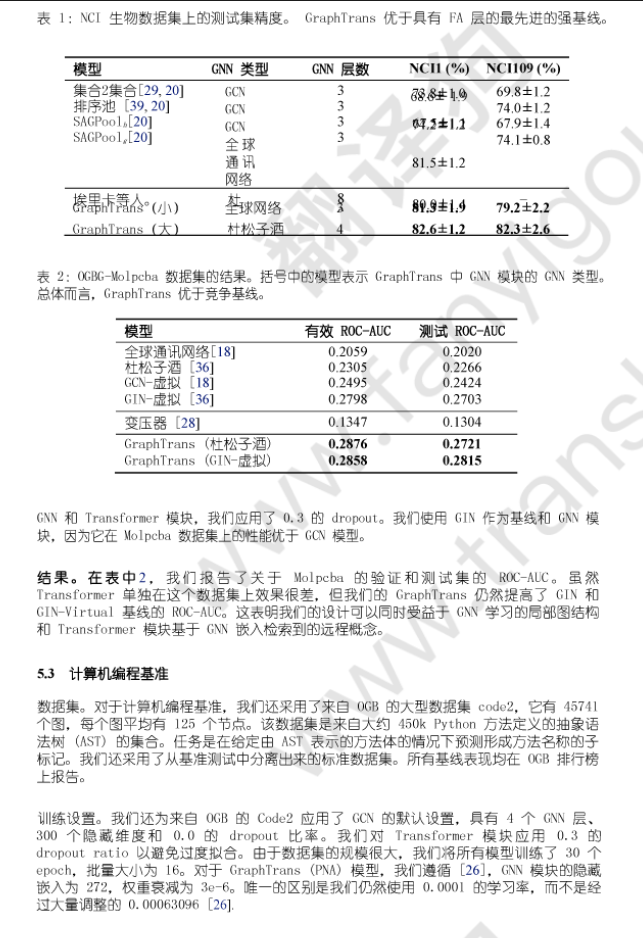 表 1: NCI 生物数据集上的测试集精度。 GraphTrans 优于具有 FA 层的最先进的强基线。
模型 GNN 类型 GNN 层数 NCI1 (%) NCI109 (%)
集合2集合[29, 20] GCN 3 69.8±1.2
排序池 [39, 20] GCN 3 74.0±1.2
SAGPool [20] GCN 3 67.9±1.4
SAGPool [20] 全球 3 74.1±0.8
通讯 81.5±1.2
网络
埃里卡等人。 杜 8 –
GraphTrans (小) 全球网络 3 81.3±1.9 79.2±2.2
GraphTrans (大) 杜松子酒 4 82.6±1.2 82.3±2.6
表 2: OGBG-Molpcba 数据集的结果。括号中的模型表示 GraphTrans 中 GNN 模块的 GNN 类型。
总体而言，GraphTrans 优于竞争基线。
模型 有效 ROC-AUC 测试 ROC-AUC
全球通讯网络[18] 0.2059 0.2020
杜松子酒 [36] 0.2305 0.2266
GCN-虚拟 [18] 0.2495 0.2424
GIN-虚拟 [36] 0.2798 0.2703
变压器 [28] 0.1347 0.1304
GraphTrans (杜松子酒) 0.2876 0.2721
GraphTrans (GIN-虚拟) 0.2858 0.2815
GNN 和 Transformer 模块，我们应用了 0.3 的 dropout。我们使用 GIN 作为基线和 GNN 模
块，因为它在 Molpcba 数据集上的性能优于 GCN 模型。
结果。在表中2，我们报告了关于 Molpcba 的验证和测试集的 ROC-AUC。虽然
Transformer 单独在这个数据集上效果很差，但我们的 GraphTrans 仍然提高了 GIN 和
GIN-Virtual 基线的 ROC-AUC。这表明我们的设计可以同时受益于 GNN 学习的局部图结构
和 Transformer 模块基于 GNN 嵌入检索到的远程概念。
5.3 计算机编程基准
数据集。对于计算机编程基准，我们还采用了来自 OGB 的大型数据集 code2，它有 45741
个图，每个图平均有 125 个节点。该数据集是来自大约 450k Python 方法定义的抽象语
法树 (AST) 的集合。任务是在给定由 AST 表示的方法体的情况下预测形成方法名称的子
标记。我们还采用了从基准测试中分离出来的标准数据集。所有基线表现均在 OGB 排行榜
上报告。
训练设置。我们还为来自 OGB 的 Code2 应用了 GCN 的默认设置，具有 4 个 GNN 层、
300 个隐藏维度和 0.0 的 dropout 比率。我们对 Transformer 模块应用 0.3 的
dropout ratio 以避免过度拟合。由于数据集的规模很大，我们将所有模型训练了 30 个
epoch，批量大小为 16。对于 GraphTrans (PNA) 模型，我们遵循 [26]，GNN 模块的隐藏
嵌入为 272，权重衰减为 3e-6。唯一的区别是我们仍然使用 0.0001 的学习率，而不是经
过大量调整的 0.00063096 [26].